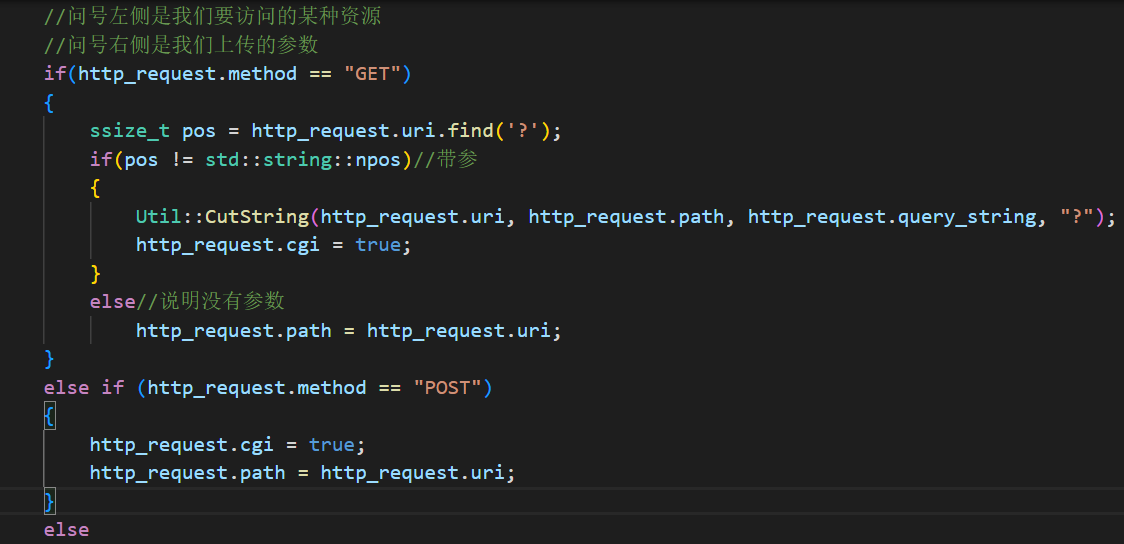 //问号左侧是我们要访问的某种资源
//问号右侧是我们上传的参数
if(http_request.method == "GET")
{
    ssize_t pos = http_request.uri.find('?');
    if(pos != std::string::npos)//带参
    {
        Util::CutString(http_request.uri, http_request.path, http_request.query_string, "?");
        http_request.cgi = true;
    }
    else//说明没有参数
        http_request.path = http_request.uri;
}
else if (http_request.method == "POST")
{
    http_request.cgi = true;
    http_request.path = http_request.uri;
}
else